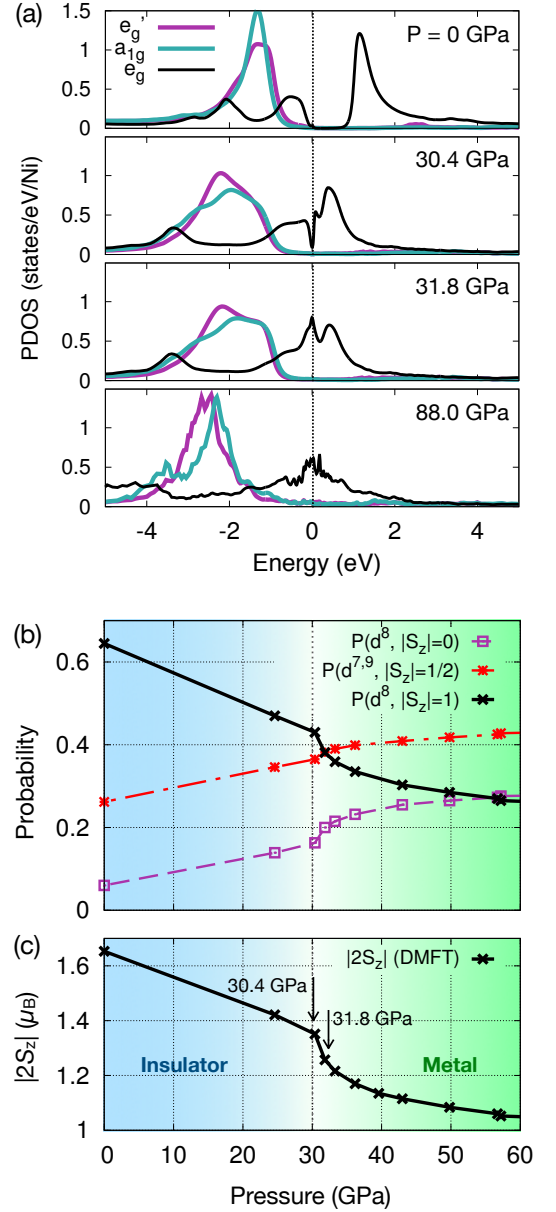 (a)
e_g'
a_{1g}
e_g
P = 0 GPa
1.5
1
0.5
0
30.4 GPa
1
0.5
0
31.8 GPa
1
0.5
0
88.0 GPa
1
0.5
0
PDOS (states/eV/Ni)
-4 -2 0 2 4
Energy (eV)
(b)
P(d^8, |S_z|=0)
P(d^{7,9}, |S_z|=1/2)
P(d^8, |S_z|=1)
0.6
0.4
0.2
0
Probability
(c)
|2S_z| (DMFT)
30.4 GPa
31.8 GPa
Insulator
Metal
1.6
1.4
1.2
1
|2S_z| (μ_B)
0 10 20 30 40 50 60
Pressure (GPa)